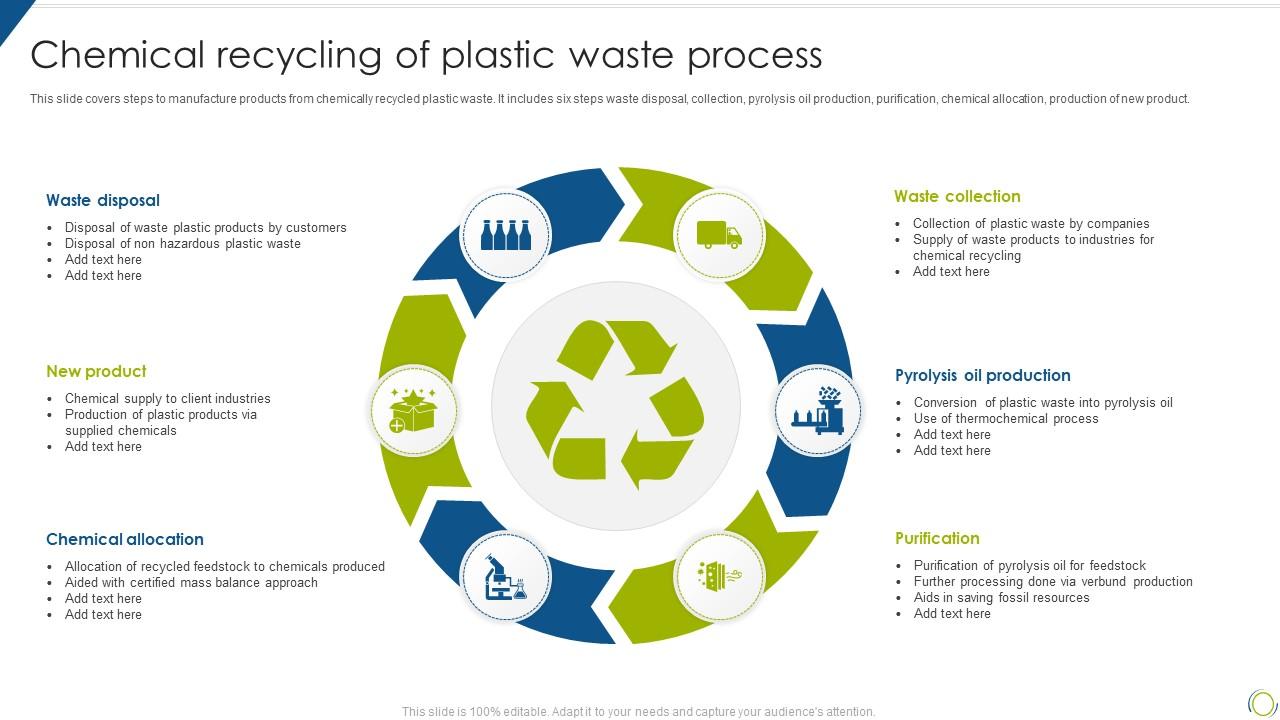 Chemical recycling of plastic waste process
This slide covers steps to manufacture products from chemically recycled plastic waste. It includes six steps waste disposal, collection, pyrolysis oil production, purification, chemical allocation, production of new product.
Waste disposal
• Disposal of waste plastic products by customers
• Disposal of non hazardous plastic waste
• Add text here
• Add text here
New product
• Chemical supply to client industries
• Production of plastic products via
supplied chemicals
• Add text here
Chemical allocation
• Allocation of recycled feedstock to chemicals produced
• Aided with certified mass balance approach
• Add text here
• Add text here
Waste collection
• Collection of plastic waste by companies
• Supply of waste products to industries for
chemical recycling
• Add text here
Pyrolysis oil production
• Conversion of plastic waste into pyrolysis oil
• Use of thermochemical process
• Add text here
• Add text here
Purification
• Purification of pyrolysis oil for feedstock
• Further processing done via verbund production
• Aids in saving fossil resources
• Add text here
This slide is 100% editable. Adapt it to your needs and capture your audience's attention.